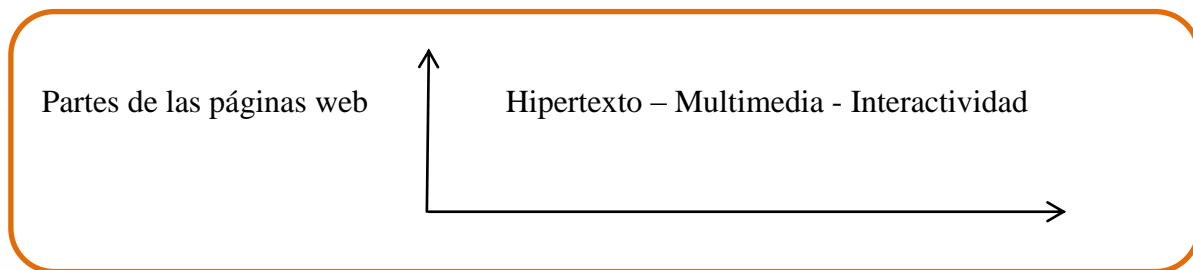 Partes de las páginas web
Hipertexto – Multimedia - Interactividad